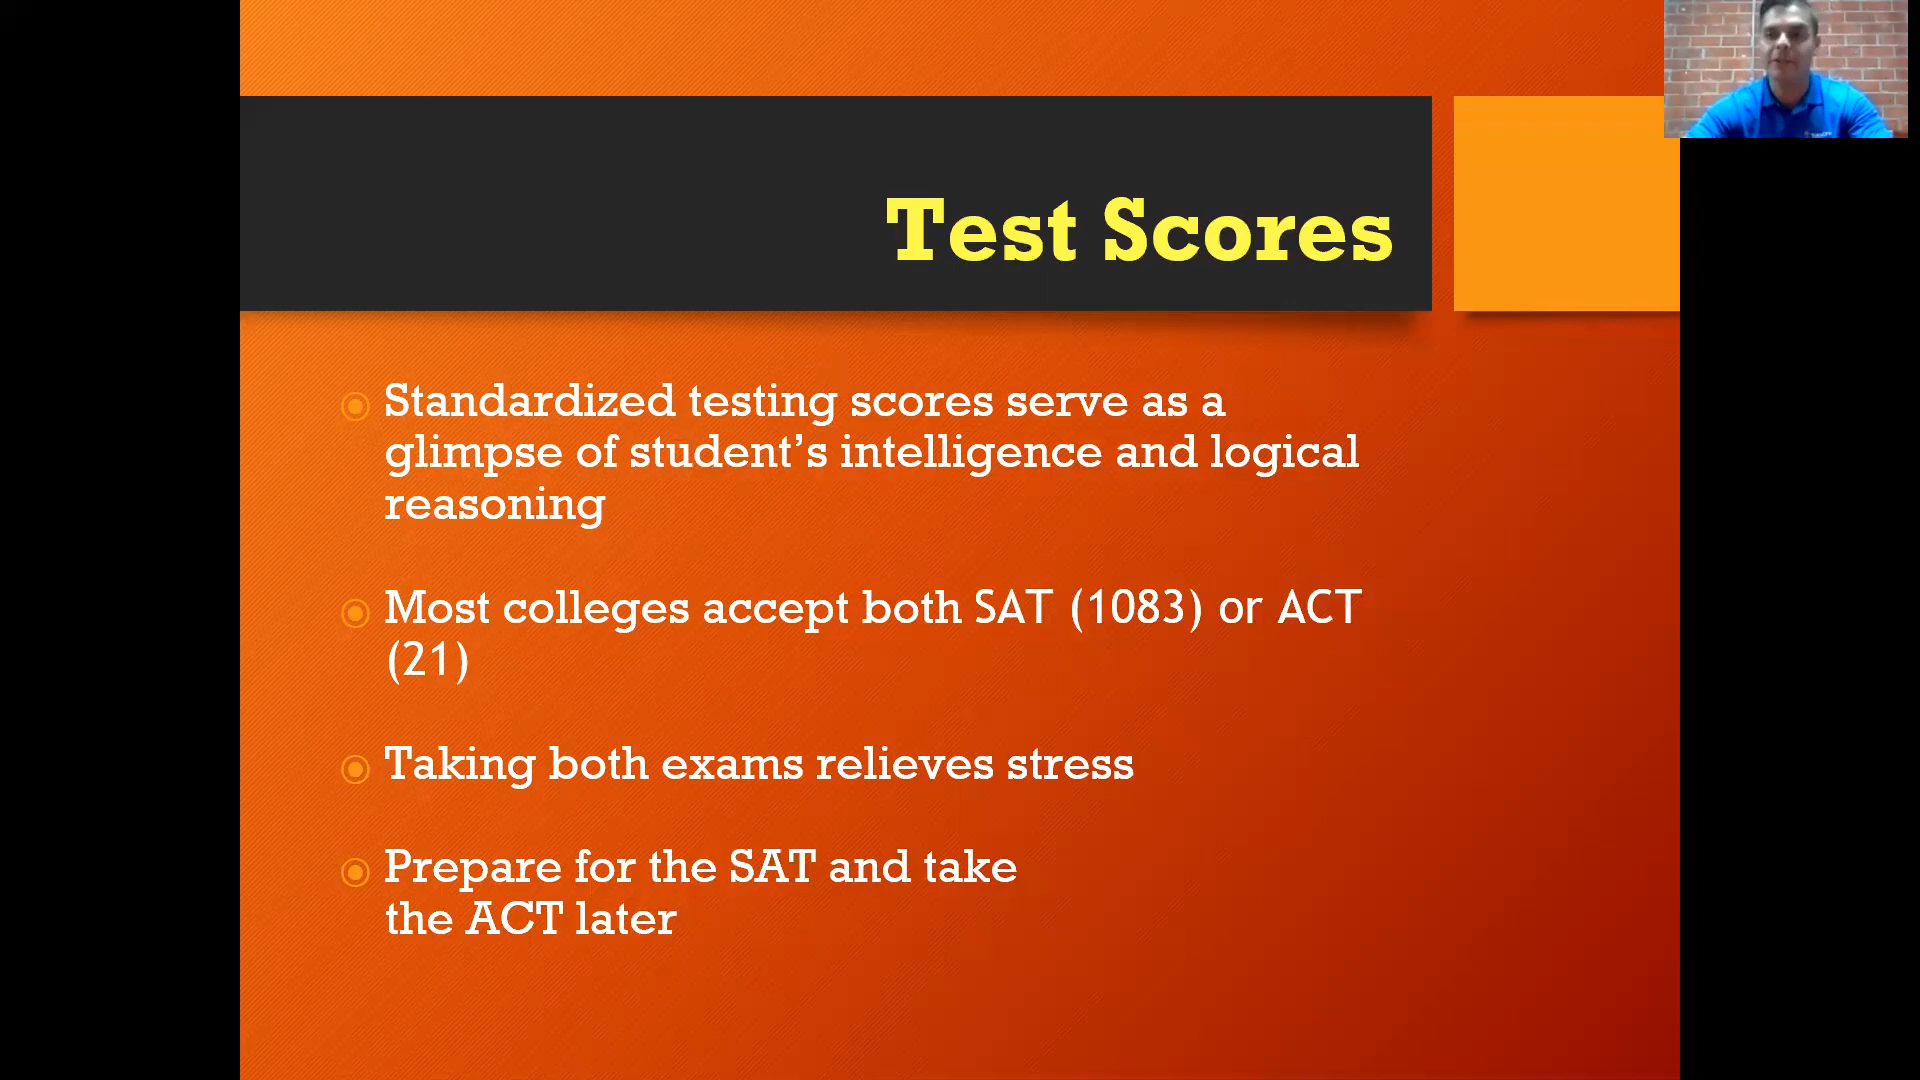 Test Scores
Standardized testing scores serve as a
glimpse of student’s intelligence and logical
reasoning
Most colleges accept both SAT (1083) or ACT
(21)
Taking both exams relieves stress
Prepare for the SAT and take
the ACT later